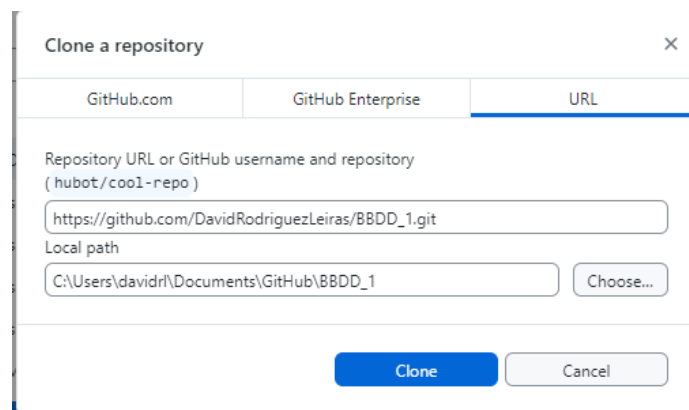 Clone a repository
GitHub.com
GitHub Enterprise
URL
Repository URL or GitHub username and repository
(hubot/cool-repo)
https://github.com/DavidRodriguezLeiras/BBDD_1.git
Local path
C:\Users\davidrl\Documents\GitHub\BBDD_1
Choose...
Clone
Cancel